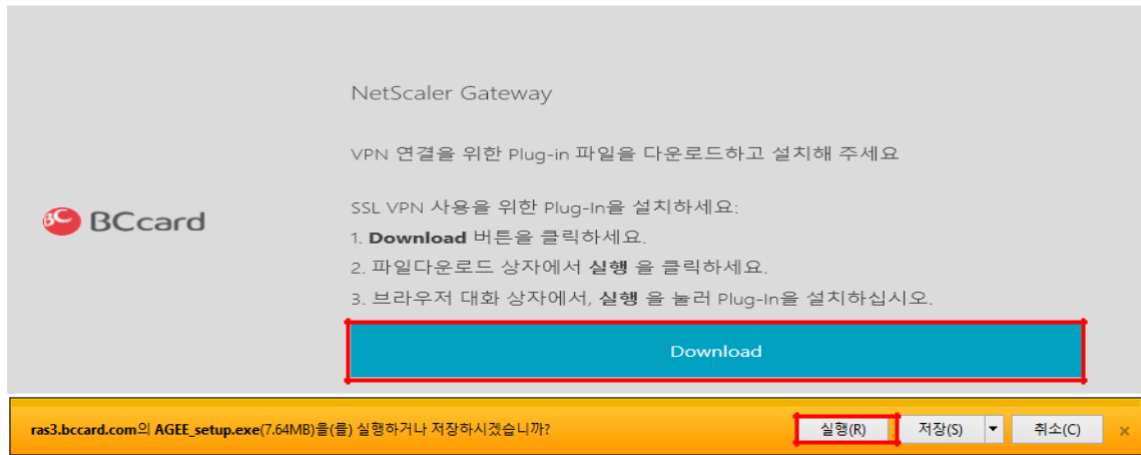 NetScaler Gateway
VPN 연결을 위한 Plug-in 파일을 다운로드하고 설치해 주세요
BC BCcard
SSL VPN 사용을 위한 Plug-In을 설치하세요:
1. Download 버튼을 클릭하세요.
2. 파일다운로드 상자에서 실행 을 클릭하세요.
3. 브라우저 대화 상자에서, 실행 을 눌러 Plug-In을 설치하십시오.
Download
ras3.bccard.com의 AGEE_setup.exe(7.64MB)을(를) 실행하거나 저장하시겠습니까? 실행(R) 저장(S) 취소(C)